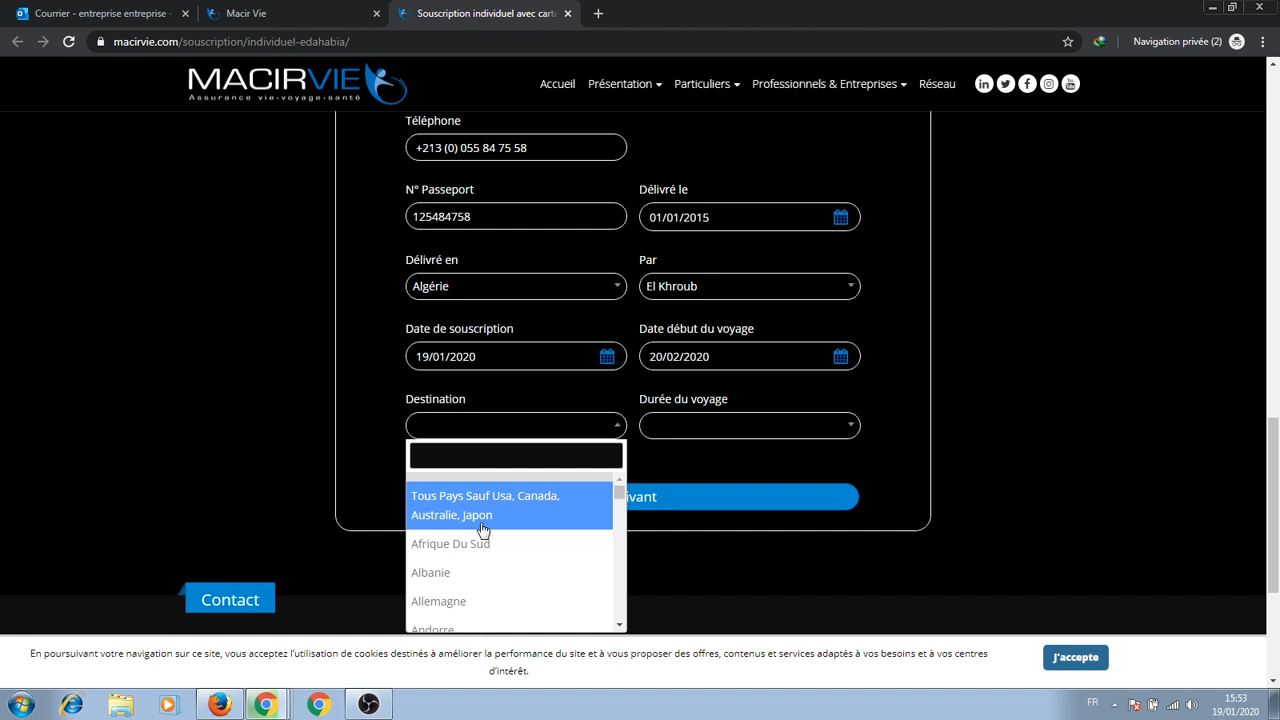 Courrier - entreprise entreprise -
Macir Vie
Souscription individuel avec carte
macirvie.com/souscription/individuel-edahabia/
Navigation privée (2)
MACIRVIE
Assurance vie•voyage•santé
Accueil
Présentation
Particuliers
Professionnels & Entreprises
Réseau
Téléphone
+213 (0) 055 84 75 58
N° Passeport
Délivré le
125484758
01/01/2015
Délivré en
Par
Algérie
El Khroub
Date de souscription
Date début du voyage
19/01/2020
20/02/2020
Destination
Durée du voyage
Tous Pays Sauf Usa, Canada,
Australie, Japon
Afrique Du Sud
Albanie
Allemagne
Andorre
Contact
En poursuivant votre navigation sur ce site, vous acceptez l'utilisation de cookies destinés à améliorer la performance du site et à vous proposer des offres, contenus et services adaptés à vos besoins et à vos centres
d'intérêt.
J'accepte
FR
15:53
19/01/2020